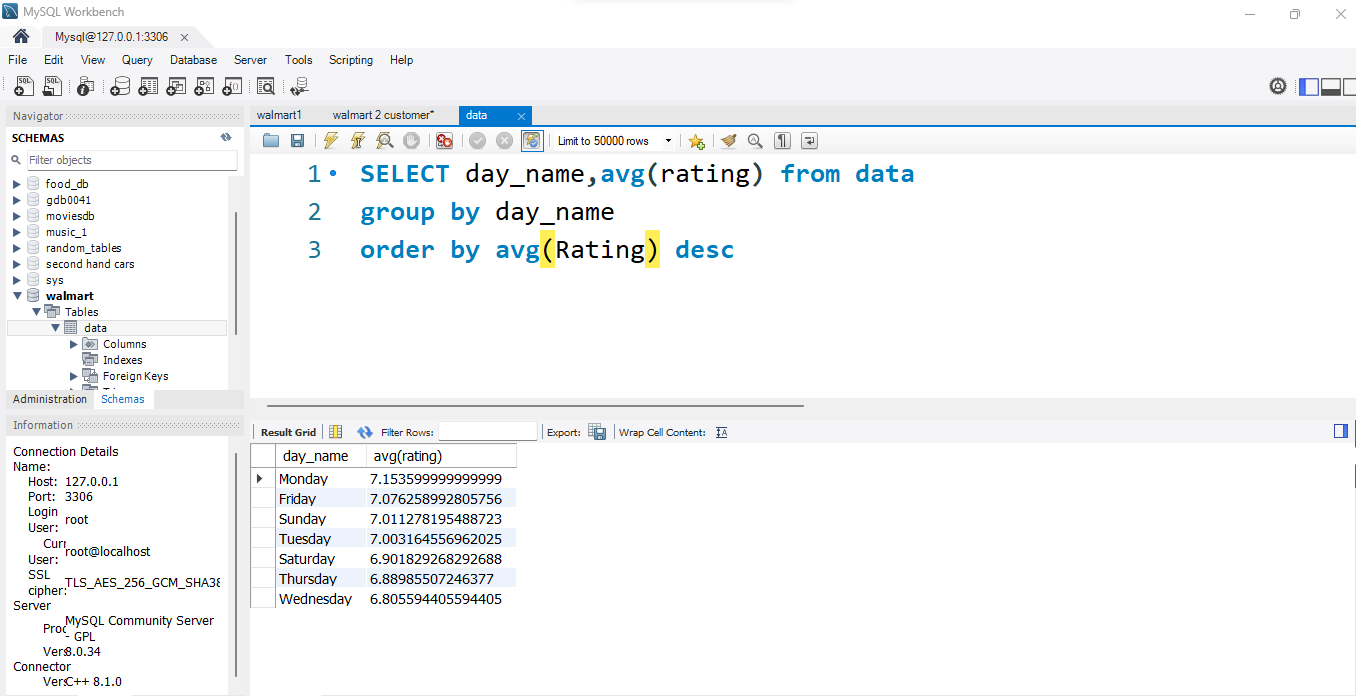 MySQL Workbench
Mysql@127.0.0.1:3306
File Edit View Query Database Server Tools Scripting Help
Navigator
SCHEMAS
Filter objects
food_db
gdb0041
moviesdb
music_1
random_tables
second hand cars
sys
walmart
Tables
data
Columns
Indexes
Foreign Keys
Administration Schemas
Information
Connection Details
Name:
Host: 127.0.0.1
Port: 3306
Login User: root
User: root@localhost
SSL cipher: TLS_AES_256_GCM_SHA38
Server
MySQL Community Server - GPL
8.0.34
Connector
C++ 8.1.0
walmart1 walmart 2 customer* data
Limit to 50000 rows
1 SELECT day_name,avg(rating) from data
2 group by day_name
3 order by avg(Rating) desc
Result Grid Filter Rows: Export: Wrap Cell Content:
day_name avg(rating)
Monday 7.153599999999999
Friday 7.076258992805756
Sunday 7.011278195488723
Tuesday 7.003164556962025
Saturday 6.901829268292688
Thursday 6.88985507246377
Wednesday 6.805594405594405